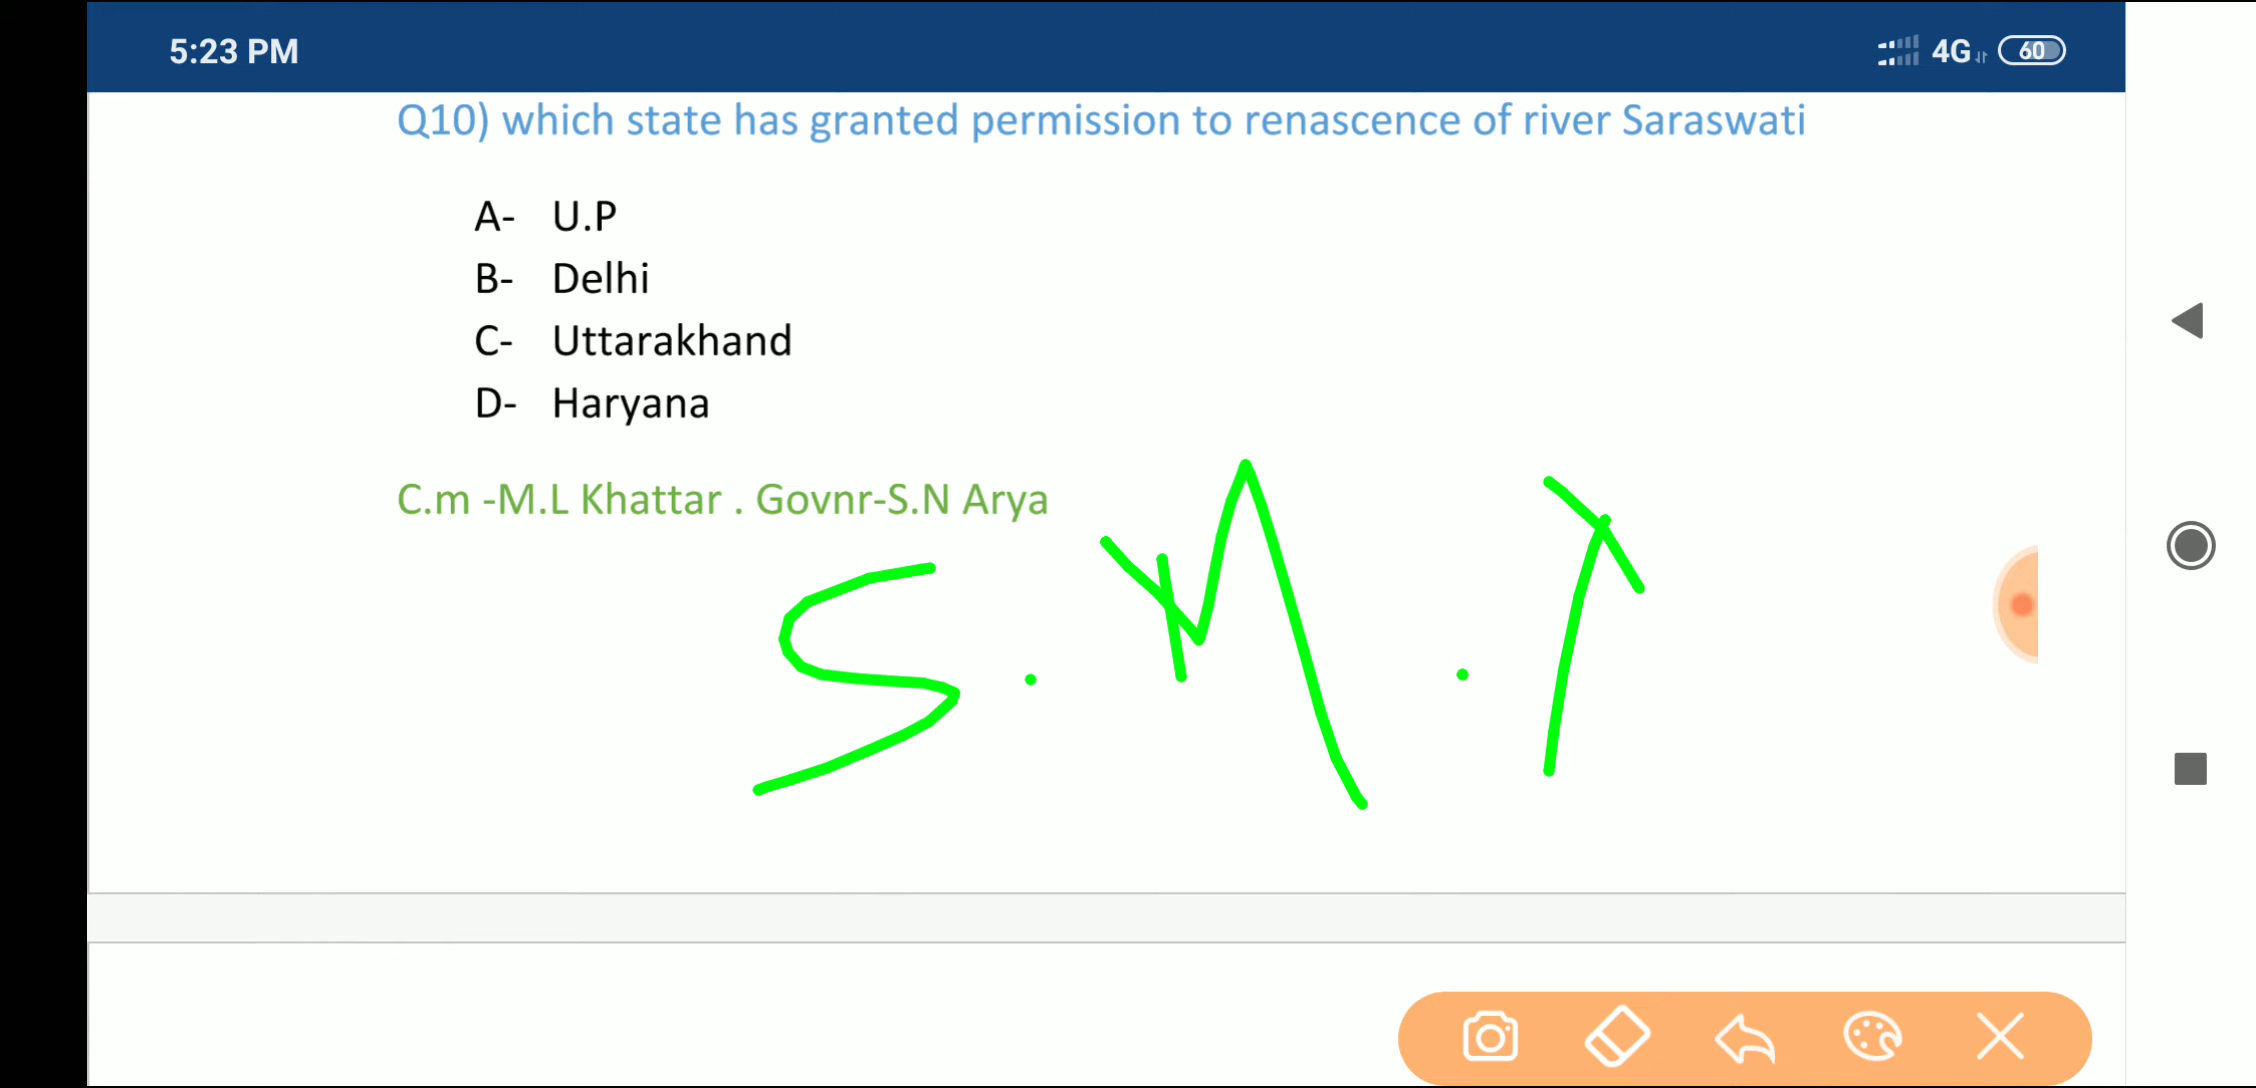 5:23 PM 4G 60
Q10) which state has granted permission to renascence of river Saraswati
A- U.P
B- Delhi
C- Uttarakhand
D- Haryana
C.m -M.L Khattar . Govnr-S.N Arya
S.M.